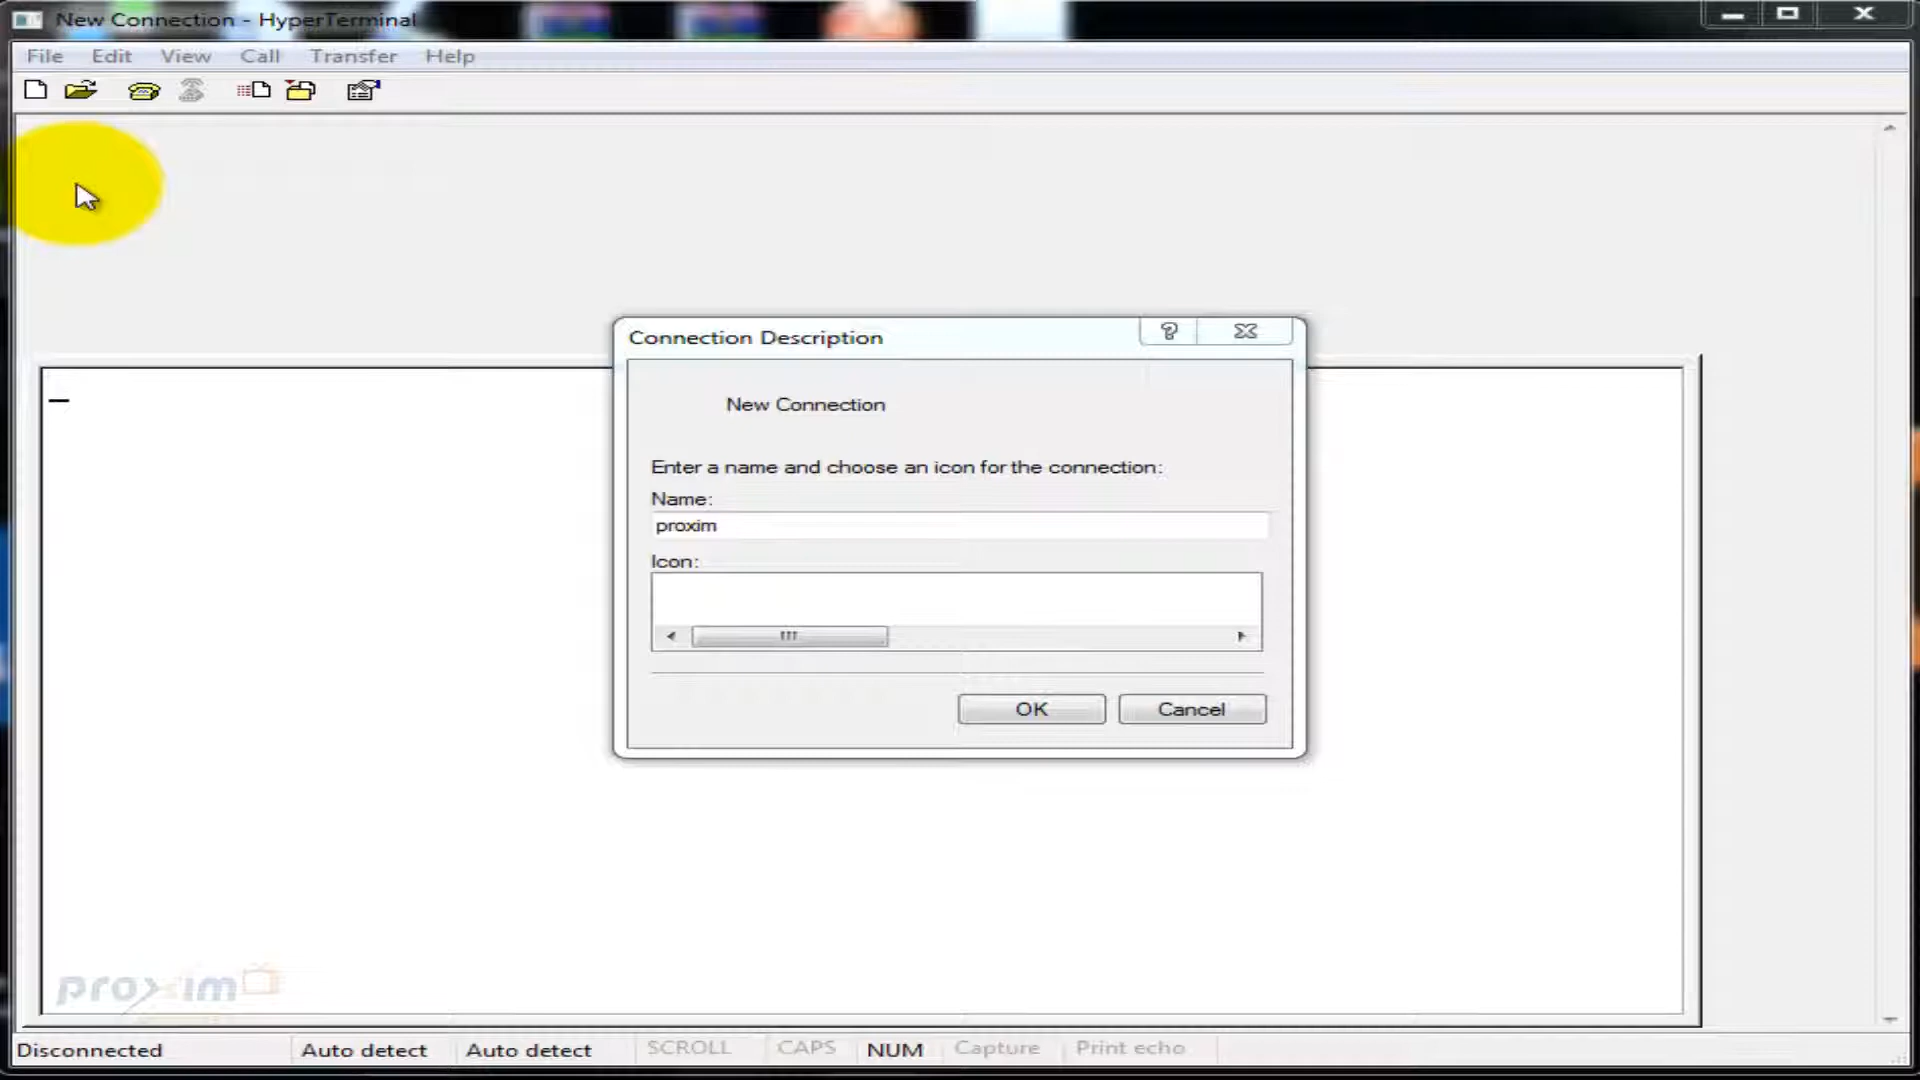 New Connection - HyperTerminal
File Edit View Call Transfer Help
Connection Description
New Connection
Enter a name and choose an icon for the connection:
Name:
proxim
Icon:
OK Cancel
proxim
Disconnected Auto detect Auto detect SCROLL CAPS NUM Capture Print echo